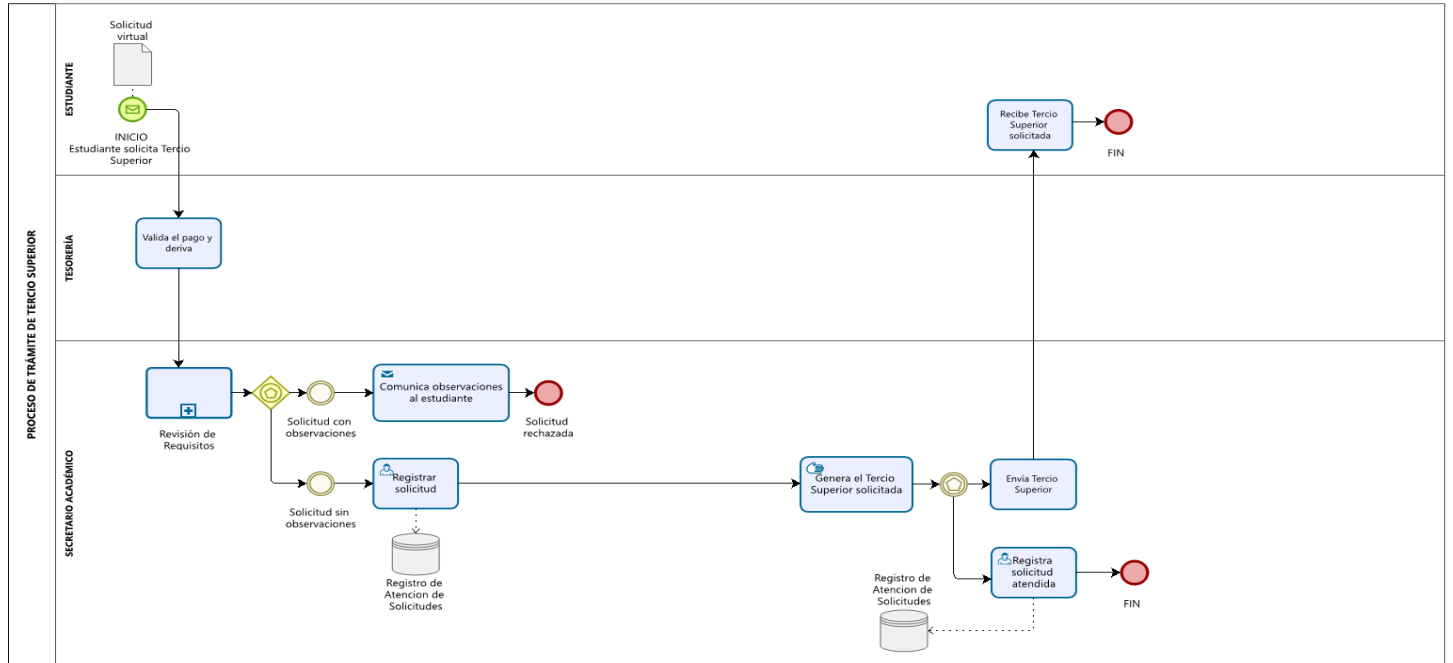 PROCESO DE TRÁMITE DE TERCIO SUPERIOR
ESTUDIANTE
Solicitud
virtual
INICIO
Estudiante solicita Tercio
Superior
Recibe Tercio
Superior
solicitada
FIN
TESORERÍA
Valida el pago y
deriva
SECRETARIO ACADÉMICO
Revisión de
Requisitos
Solicitud con
observaciones
Comunica observaciones
al estudiante
Solicitud
rechazada
Solicitud sin
observaciones
Registrar
solicitud
Registro de
Atencion de
Solicitudes
Genera el Tercio
Superior solicitada
Envía Tercio
Superior
Registra
solicitud
atendida
FIN
Registro de
Atencion de
Solicitudes